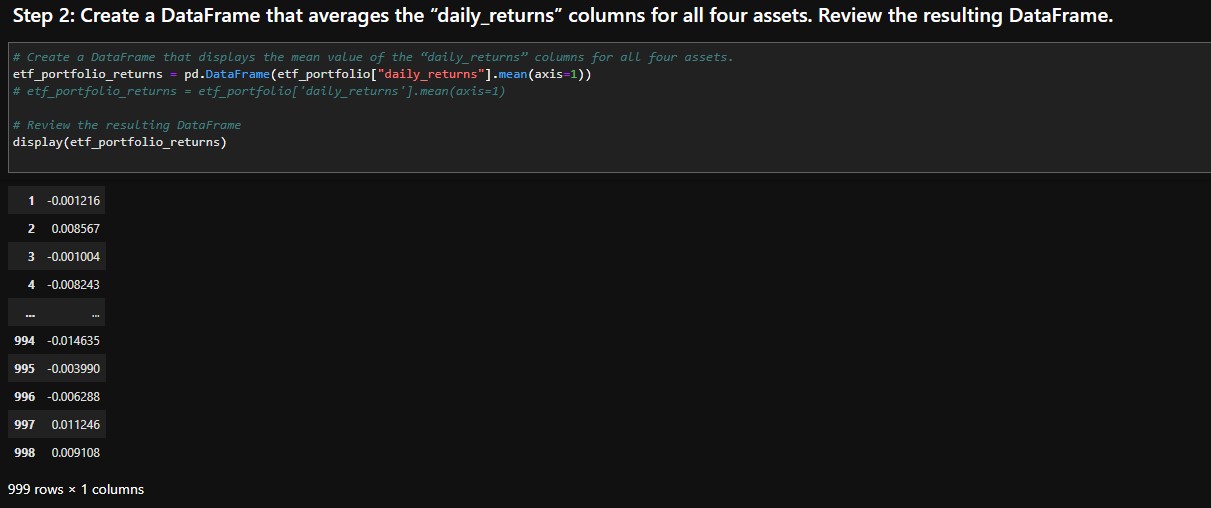 Step 2: Create a DataFrame that averages the “daily_returns” columns for all four assets. Review the resulting DataFrame.
# Create a DataFrame that displays the mean value of the “daily_returns” columns for all four assets.
etf_portfolio_returns = pd.DataFrame(etf_portfolio["daily_returns"].mean(axis=1))
# etf_portfolio_returns = etf_portfolio['daily_returns'].mean(axis=1)
# Review the resulting DataFrame
display(etf_portfolio_returns)
1 -0.001216
2 0.008567
3 -0.001004
4 -0.008243
... ...
994 -0.014635
995 -0.003990
996 -0.006288
997 0.011246
998 0.009108
999 rows × 1 columns